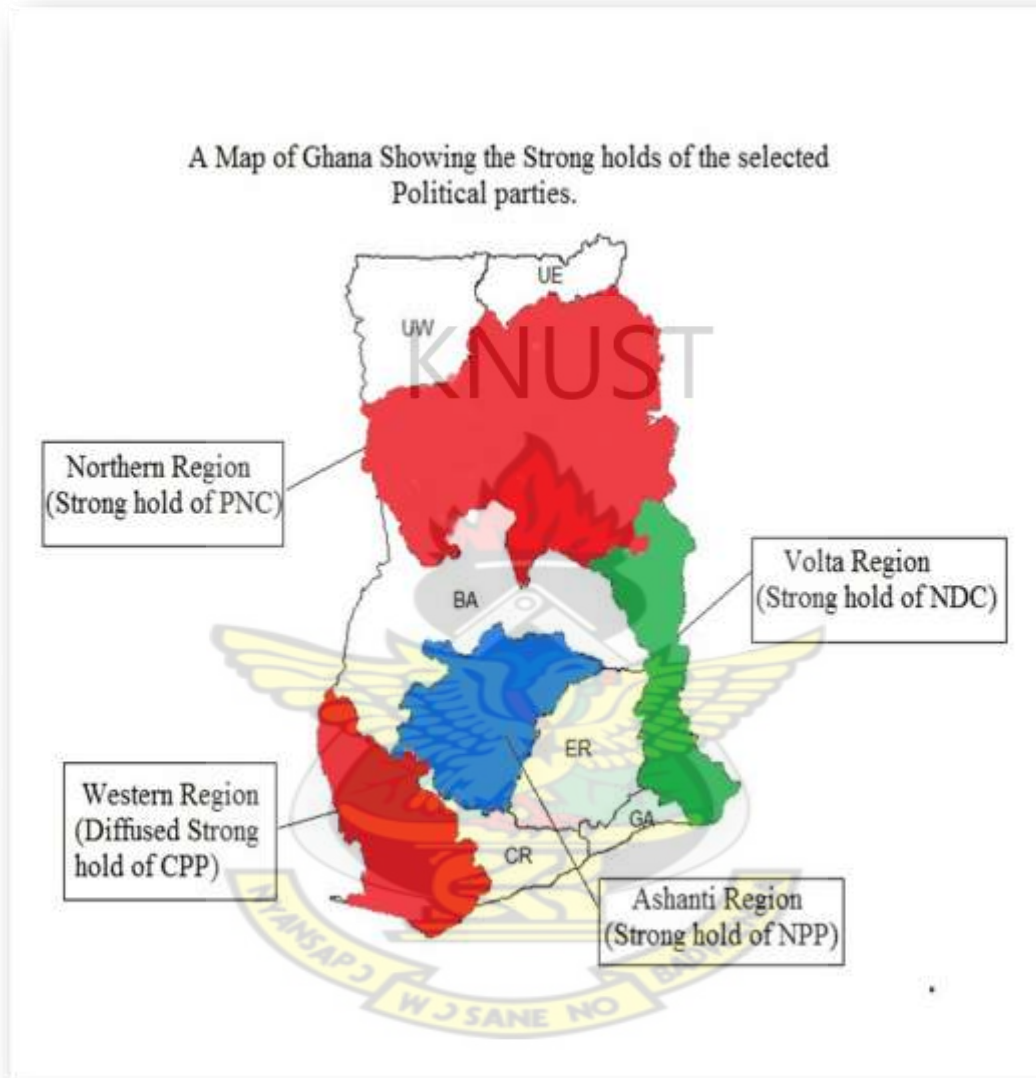 A Map of Ghana Showing the Strong holds of the selected
Political parties.
UE
UW
KNUST
Northern Region
(Strong hold of PNC)
Volta Region
(Strong hold of NDC)
BA
ER
Western Region
(Diffused Strong
hold of CPP)
GA
CR
Ashanti Region
(Strong hold of NPP)
NYANSAPƆ
WƆSANE NO